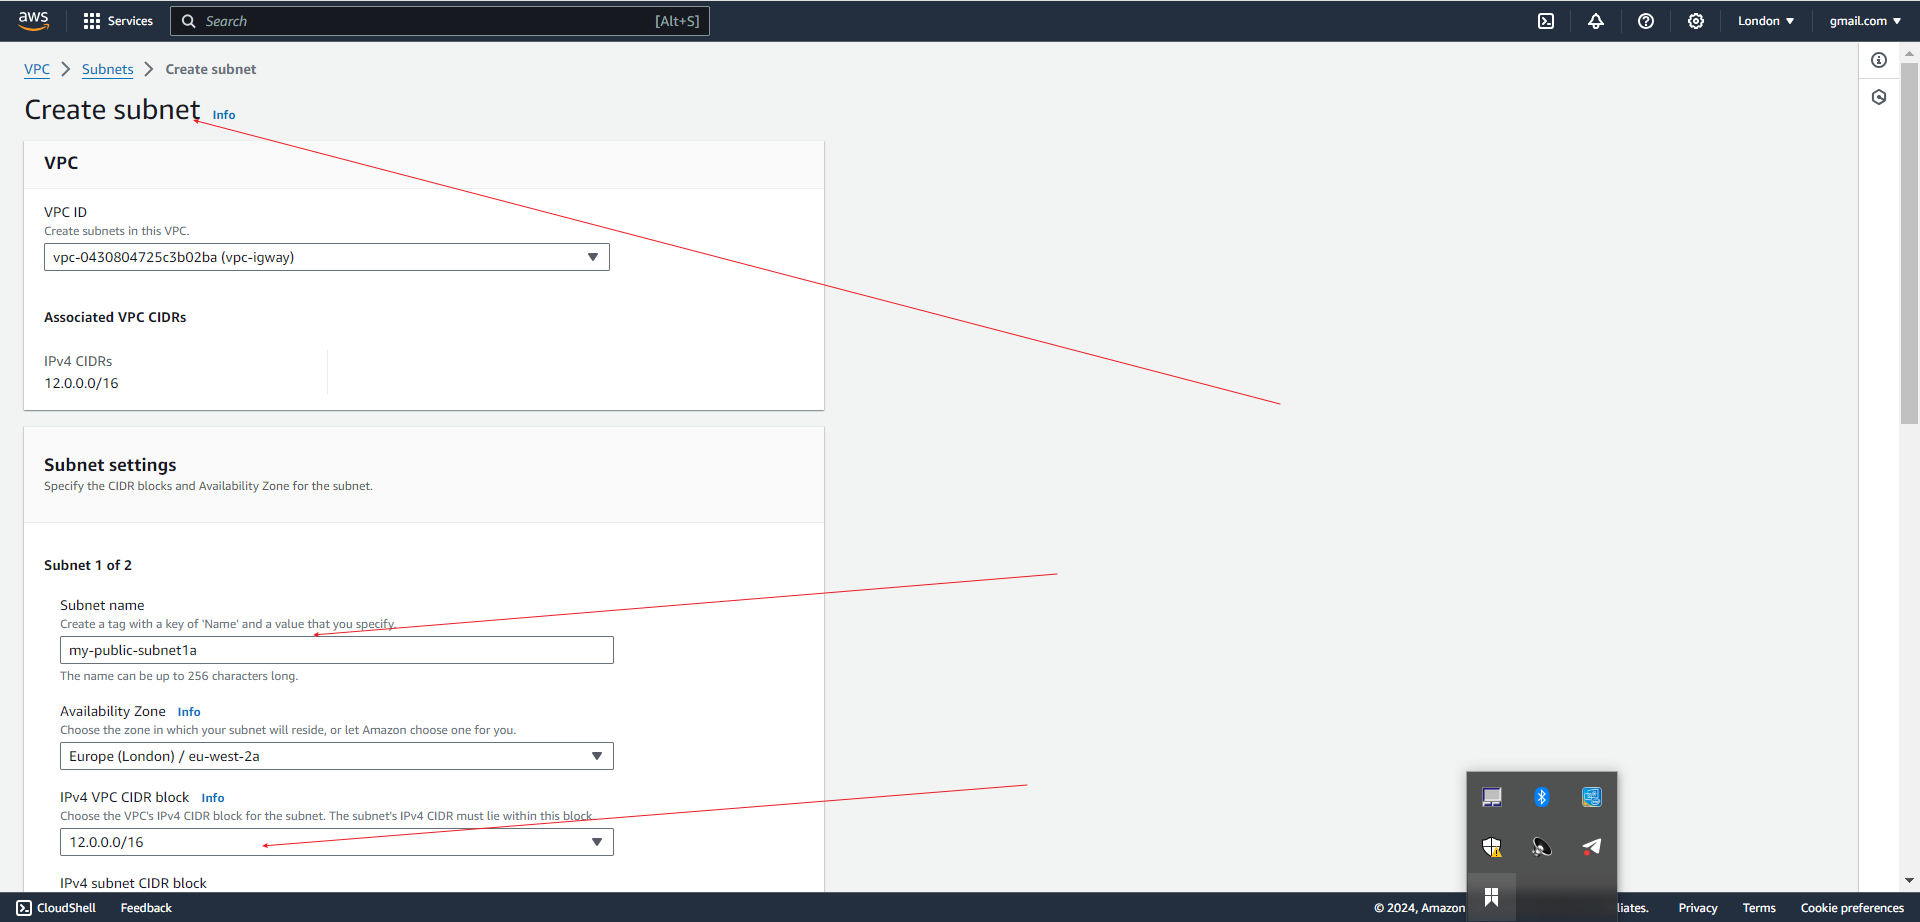 aws
Services
Search
[Alt+S]
London
gmail.com
VPC
Subnets
Create subnet
Create subnet Info
VPC
VPC ID
Create subnets in this VPC.
vpc-0430804725c3b02ba (vpc-igway)
Associated VPC CIDRs
IPv4 CIDRs
12.0.0.0/16
Subnet settings
Specify the CIDR blocks and Availability Zone for the subnet.
Subnet 1 of 2
Subnet name
Create a tag with a key of 'Name' and a value that you specify.
my-public-subnet1a
The name can be up to 256 characters long.
Availability Zone Info
Choose the zone in which your subnet will reside, or let Amazon choose one for you.
Europe (London) / eu-west-2a
IPv4 VPC CIDR block Info
Choose the VPC's IPv4 CIDR block for the subnet. The subnet's IPv4 CIDR must lie within this block.
12.0.0.0/16
IPv4 subnet CIDR block
CloudShell
Feedback
© 2024, Amazon
liates.
Privacy
Terms
Cookie preferences